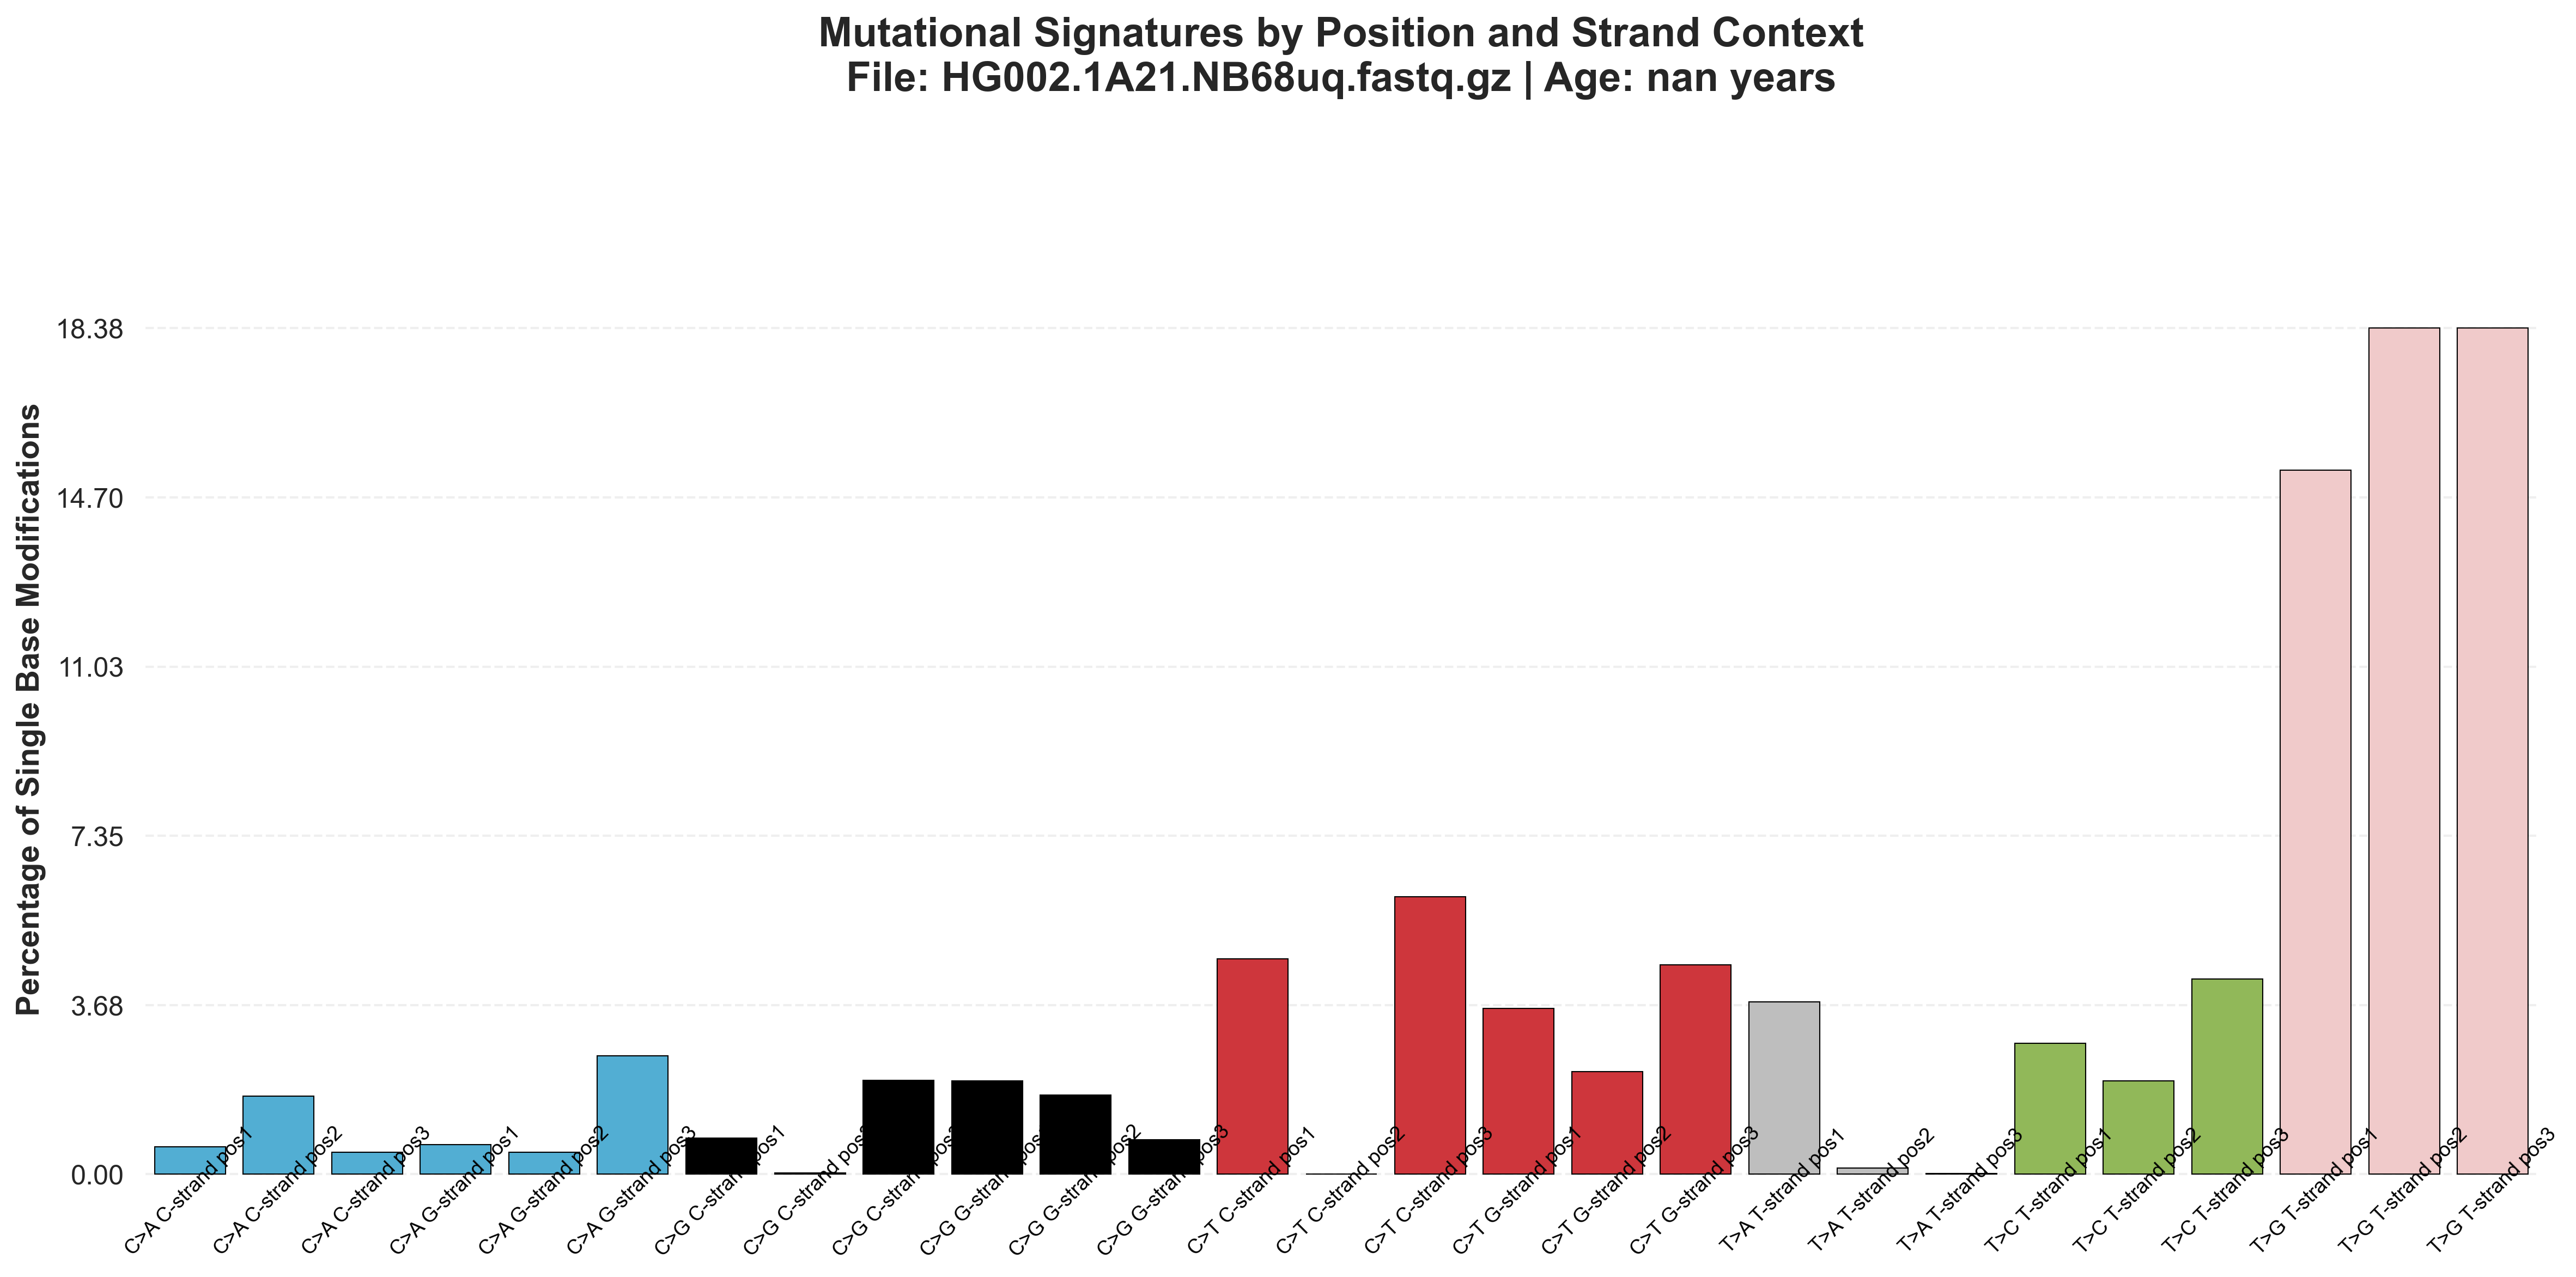 Mutational Signatures by Position and Strand Context
File: HG002.1A21.NB68uq.fastq.gz | Age: nan years
Percentage of Single Base Modifications
18.38
14.70
11.03
7.35
3.68
0.00
C>A C-strand pos1
C>A C-strand pos2
C>A C-strand pos3
C>A G-strand pos1
C>A G-strand pos2
C>A G-strand pos3
C>G C-strand pos1
C>G C-strand pos2
C>G C-strand pos3
C>G G-strand pos1
C>G G-strand pos2
C>G G-strand pos3
C>T C-strand pos1
C>T C-strand pos2
C>T C-strand pos3
C>T G-strand pos1
C>T G-strand pos2
C>T G-strand pos3
T>A T-strand pos1
T>A T-strand pos2
T>A T-strand pos3
T>C T-strand pos1
T>C T-strand pos2
T>C T-strand pos3
T>G T-strand pos1
T>G T-strand pos2
T>G T-strand pos3